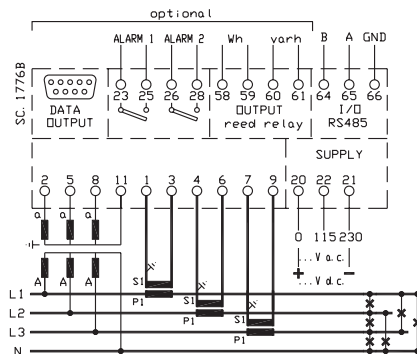 optional
ALARM 1 ALARM 2 Wh varh B A GND
SC. 1776B
DATA OUTPUT
23 25 26 28 58 59 60 61 64 65 66
OUTPUT reed relay
I/O RS485
SUPPLY
2 5 8 11 1 3 4 6 7 9 20 22 21
a a a
0 115 230
...V a.c.
+ −
...V d.c.
A A A
S1 P1
S1 P1
S1 P1
L1
L2
L3
N